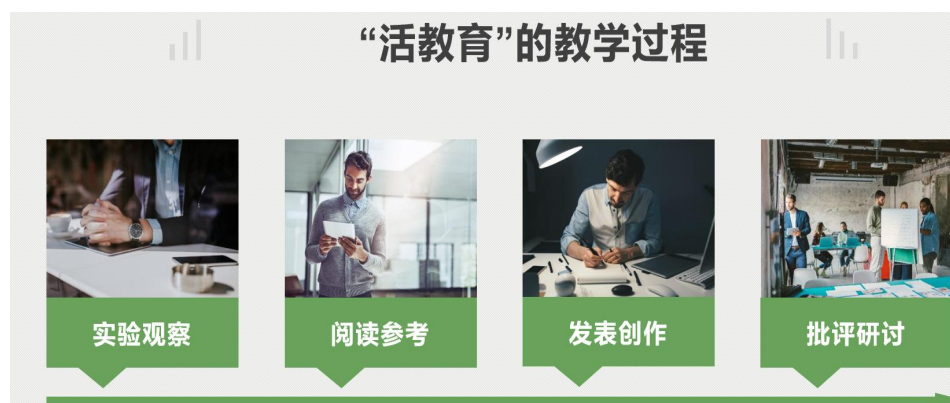 “活教育”的教学过程
实验观察
阅读参考
发表创作
批评研讨